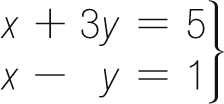 x + 3y = 5
x − y = 1